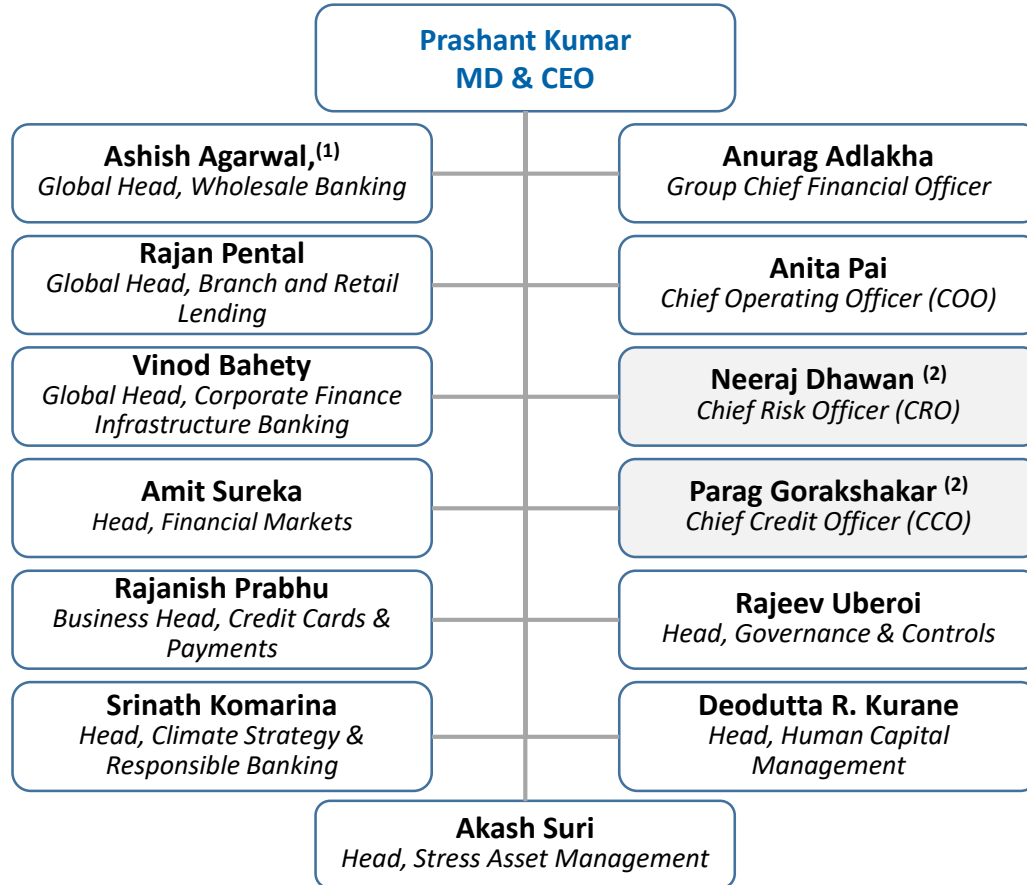 Prashant Kumar
MD & CEO
Ashish Agarwal,(1)
Global Head, Wholesale Banking
Anurag Adlakha
Group Chief Financial Officer
Rajan Pental
Global Head, Branch and Retail
Lending
Anita Pai
Chief Operating Officer (COO)
Vinod Bahety
Global Head, Corporate Finance
Infrastructure Banking
Neeraj Dhawan (2)
Chief Risk Officer (CRO)
Amit Sureka
Head, Financial Markets
Parag Gorakshakar (2)
Chief Credit Officer (CCO)
Rajanish Prabhu
Business Head, Credit Cards &
Payments
Rajeev Uberoi
Head, Governance & Controls
Srinath Komarina
Head, Climate Strategy &
Responsible Banking
Deodutta R. Kurane
Head, Human Capital
Management
Akash Suri
Head, Stress Asset Management